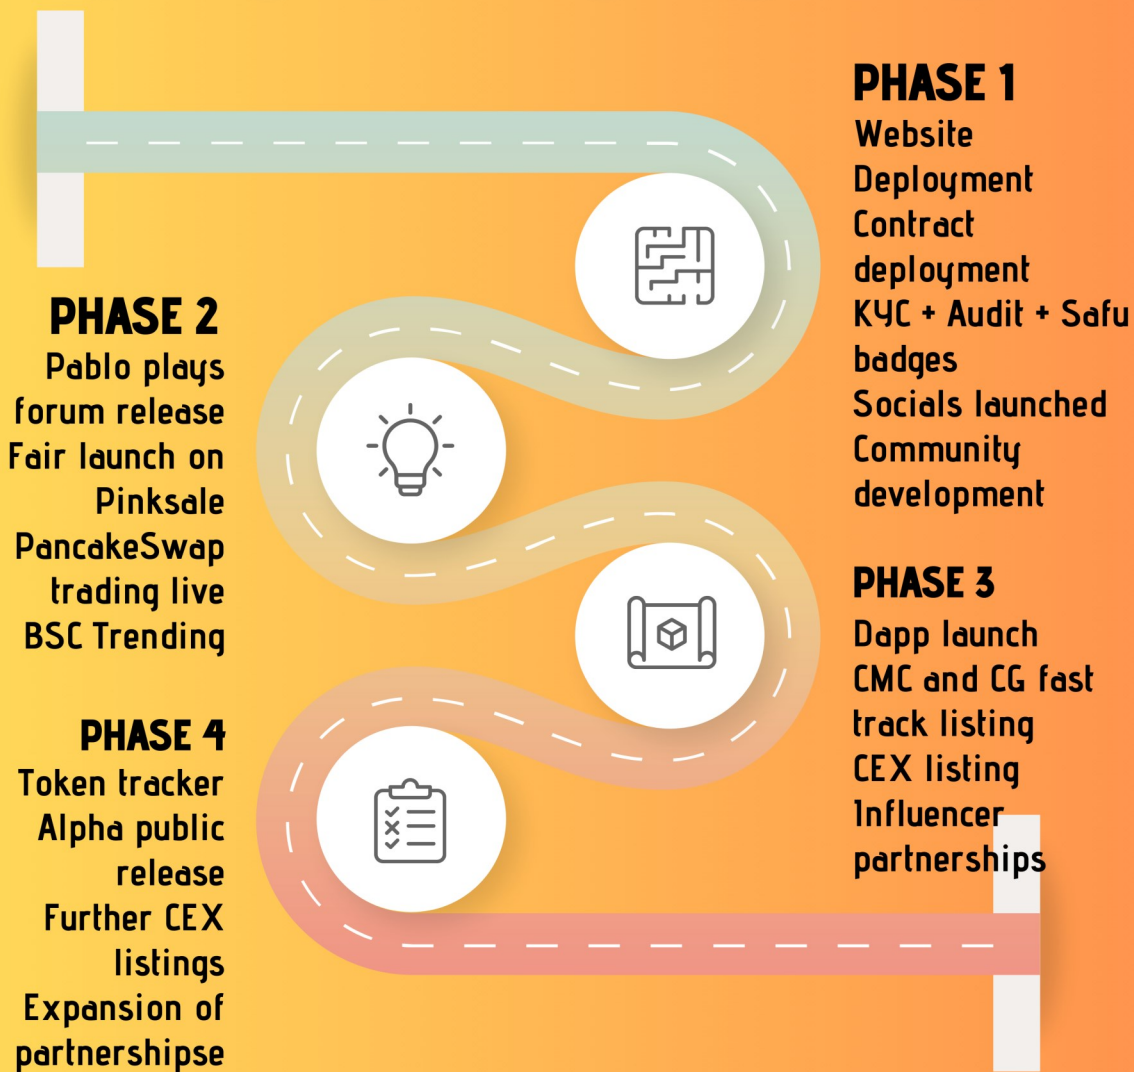 PHASE 1
Website
Deployment
Contract
deployment
KYC + Audit + Safu
badges
Socials launched
Community
development
PHASE 2
Pablo plays
forum release
Fair launch on
Pinksale
PancakeSwap
trading live
BSC Trending
PHASE 3
Dapp launch
CMC and CG fast
track listing
CEX listing
Influencer
partnerships
PHASE 4
Token tracker
Alpha public
release
Further CEX
listings
Expansion of
partnershipse